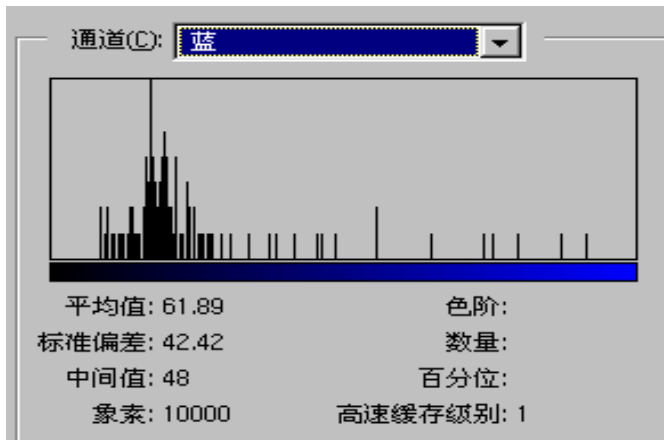 通道(C): 蓝
平均值: 61.89
色阶:
标准偏差: 42.42
数量:
中间值: 48
百分位:
象素: 10000
高速缓存级别: 1